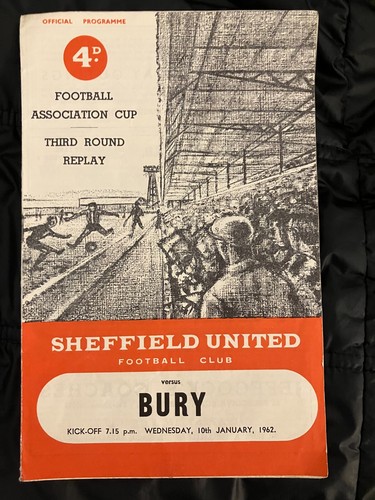 OFFICIAL PROGRAMME
4D.
FOOTBALL
ASSOCIATION CUP
THIRD ROUND
REPLAY
SHEFFIELD UNITED
FOOTBALL CLUB
versus
BURY
KICK-OFF 7.15 p.m. WEDNESDAY, 10th JANUARY, 1962.